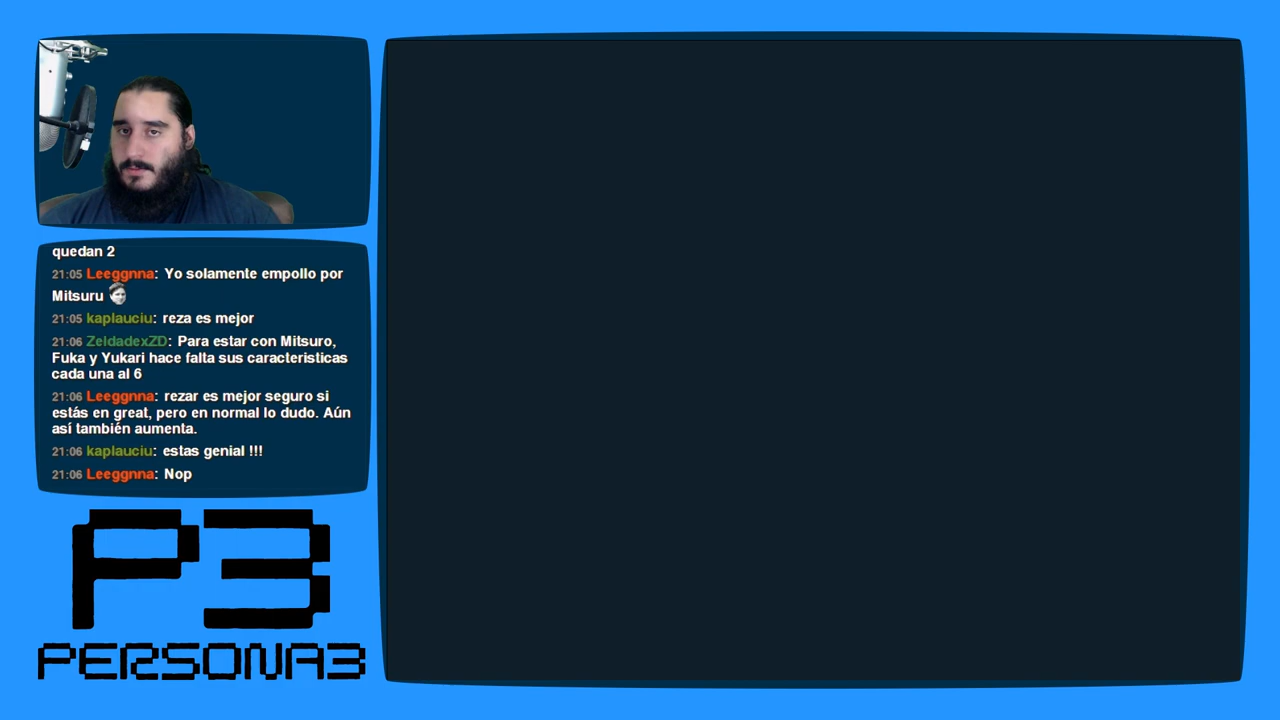 quedan 2
21:05 Leeggnna: Yo solamente empollo por
Mitsuru
21:05 kaplauciu: reza es mejor
21:06 ZeldadexZD: Para estar con Mitsuro,
Fuka y Yukari hace falta sus caracteristicas
cada una al 6
21:06 Leeggnna: rezar es mejor seguro si
estás en great, pero en normal lo dudo. Aún
así también aumenta.
21:06 kaplauciu: estas genial !!!
21:06 Leeggnna: Nop
P3
PERSONA3